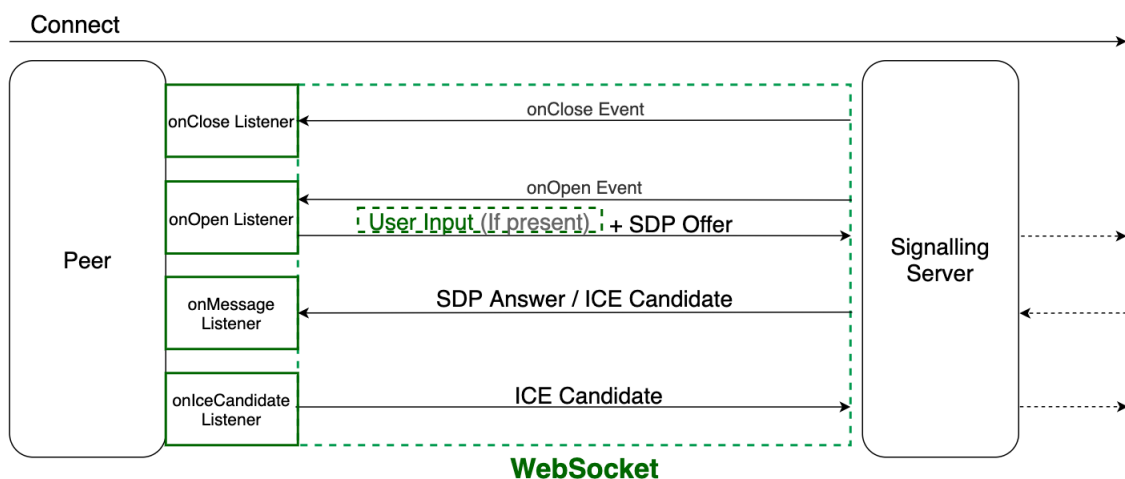 Connect
onClose Event
onClose Listener
onOpen Event
onOpen Listener
User Input (If present) + SDP Offer
Peer
Signalling
Server
SDP Answer / ICE Candidate
onMessage
Listener
ICE Candidate
onIceCandidate
Listener
WebSocket